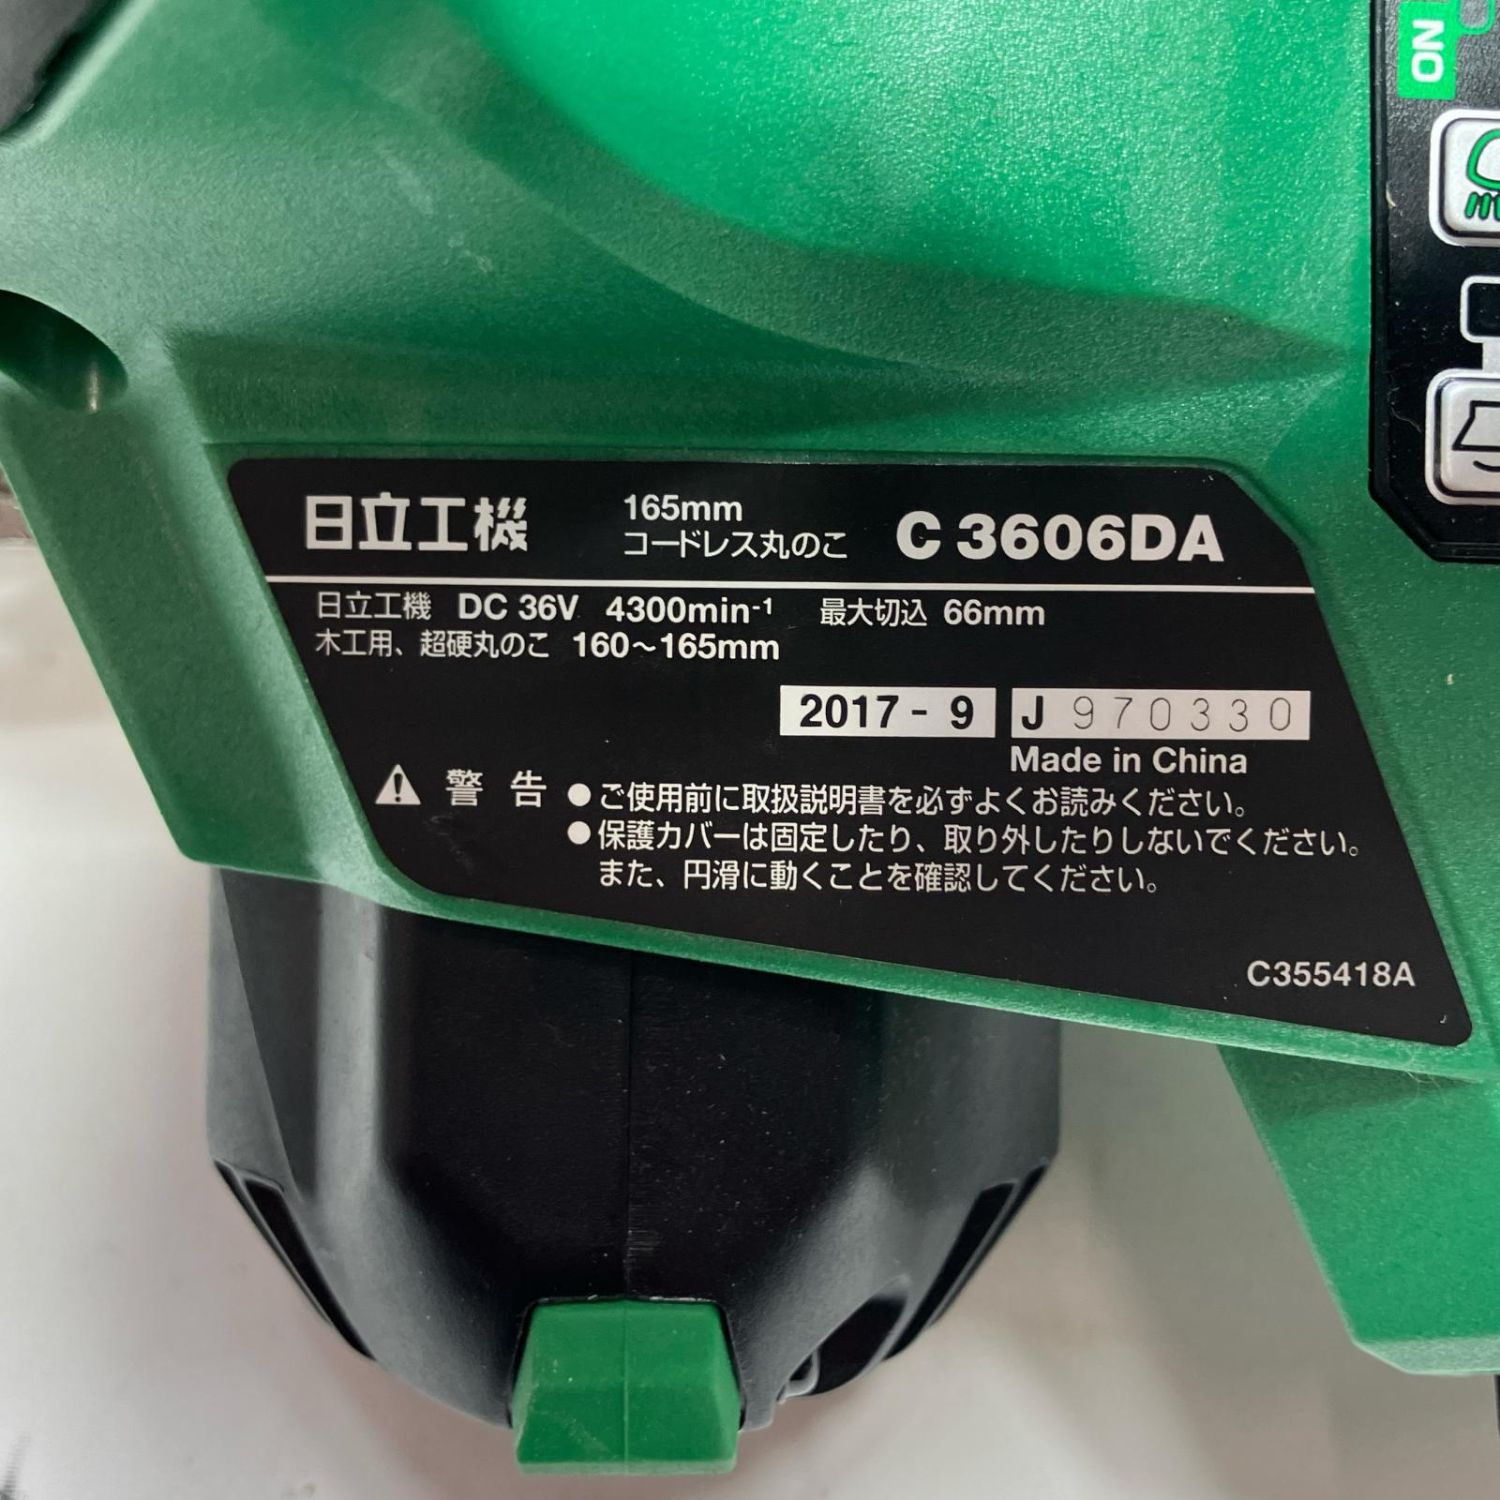 ON
日立工機 165mm コードレス丸のこ C 3606DA
日立工機 DC 36V 4300min-1 最大切込 66mm
木工用、超硬丸のこ 160~165mm
2017 - 9 J 970330
Made in China
警告 ●ご使用前に取扱説明書を必ずよくお読みください。
●保護カバーは固定したり、取り外したりしないでください。
また、円滑に動くことを確認してください。
C355418A